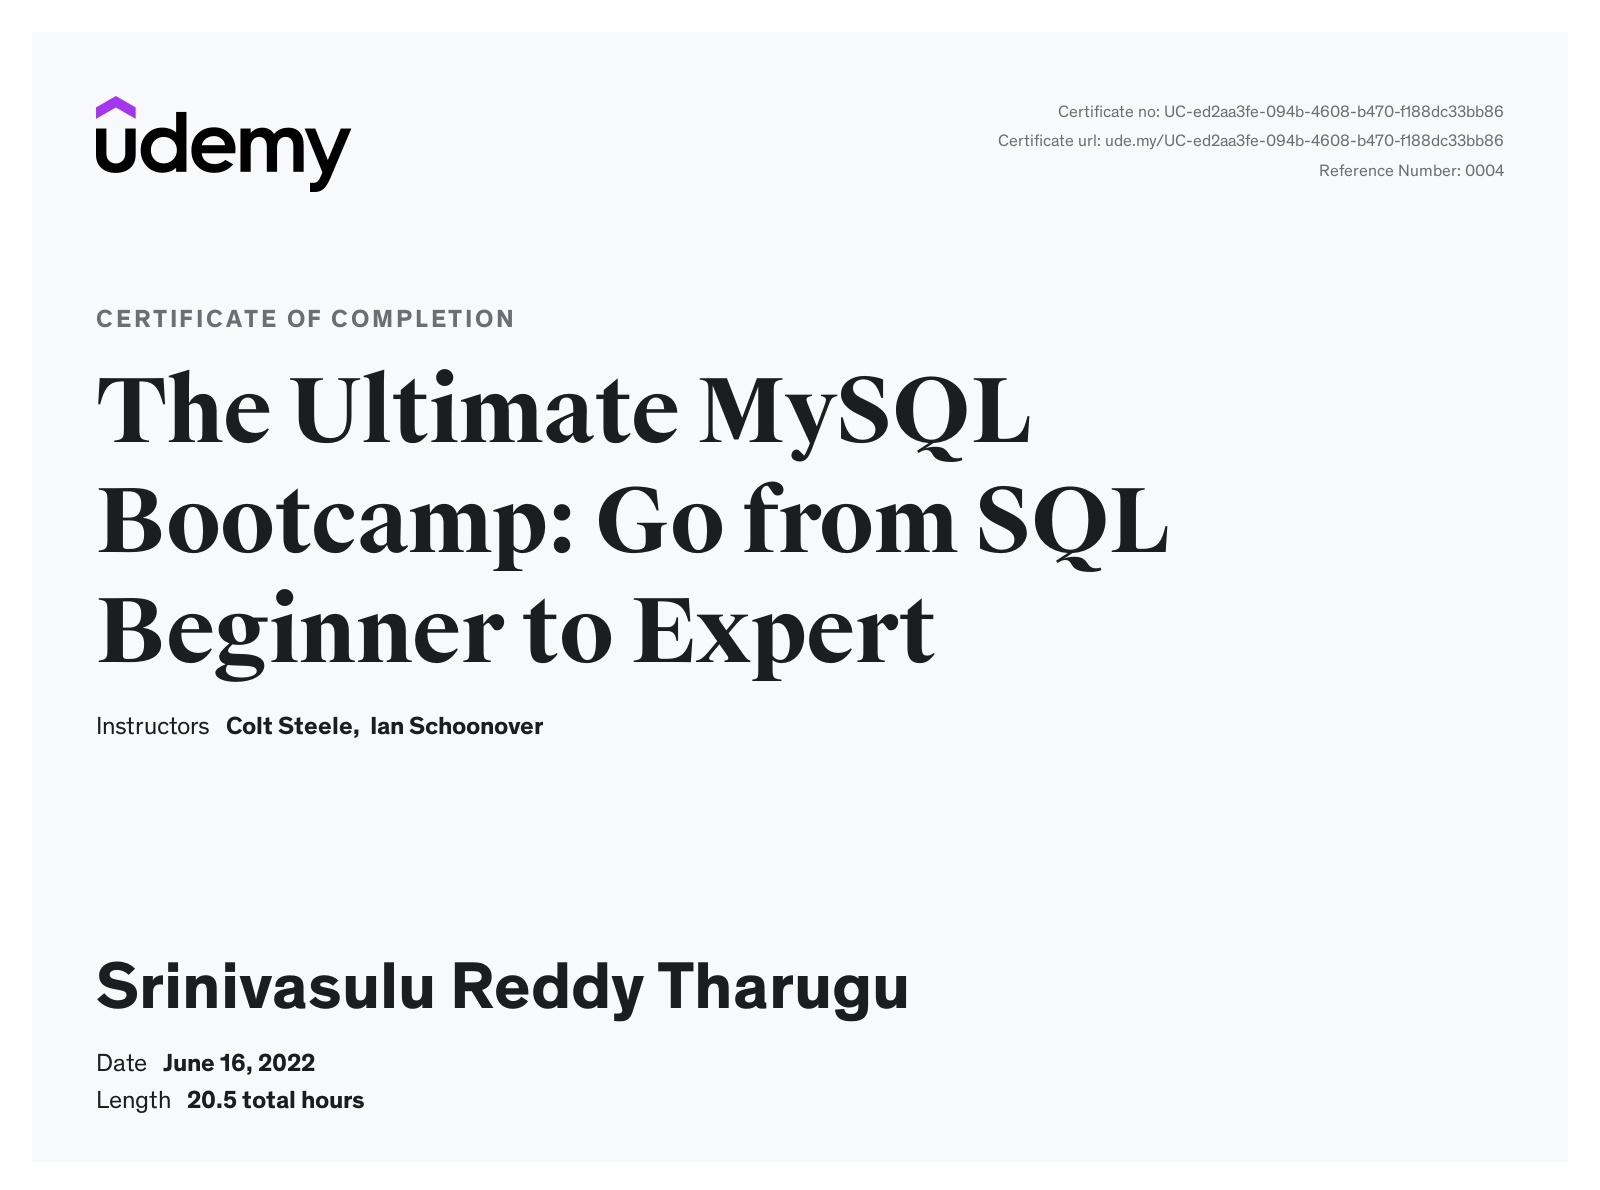 udemy
Certificate no: UC-ed2aa3fe-094b-4608-b470-f188dc33bb86
Certificate url: ude.my/UC-ed2aa3fe-094b-4608-b470-f188dc33bb86
Reference Number: 0004
CERTIFICATE OF COMPLETION
The Ultimate MySQL
Bootcamp: Go from SQL
Beginner to Expert
Instructors Colt Steele, Ian Schoonover
Srinivasulu Reddy Tharugu
Date June 16, 2022
Length 20.5 total hours